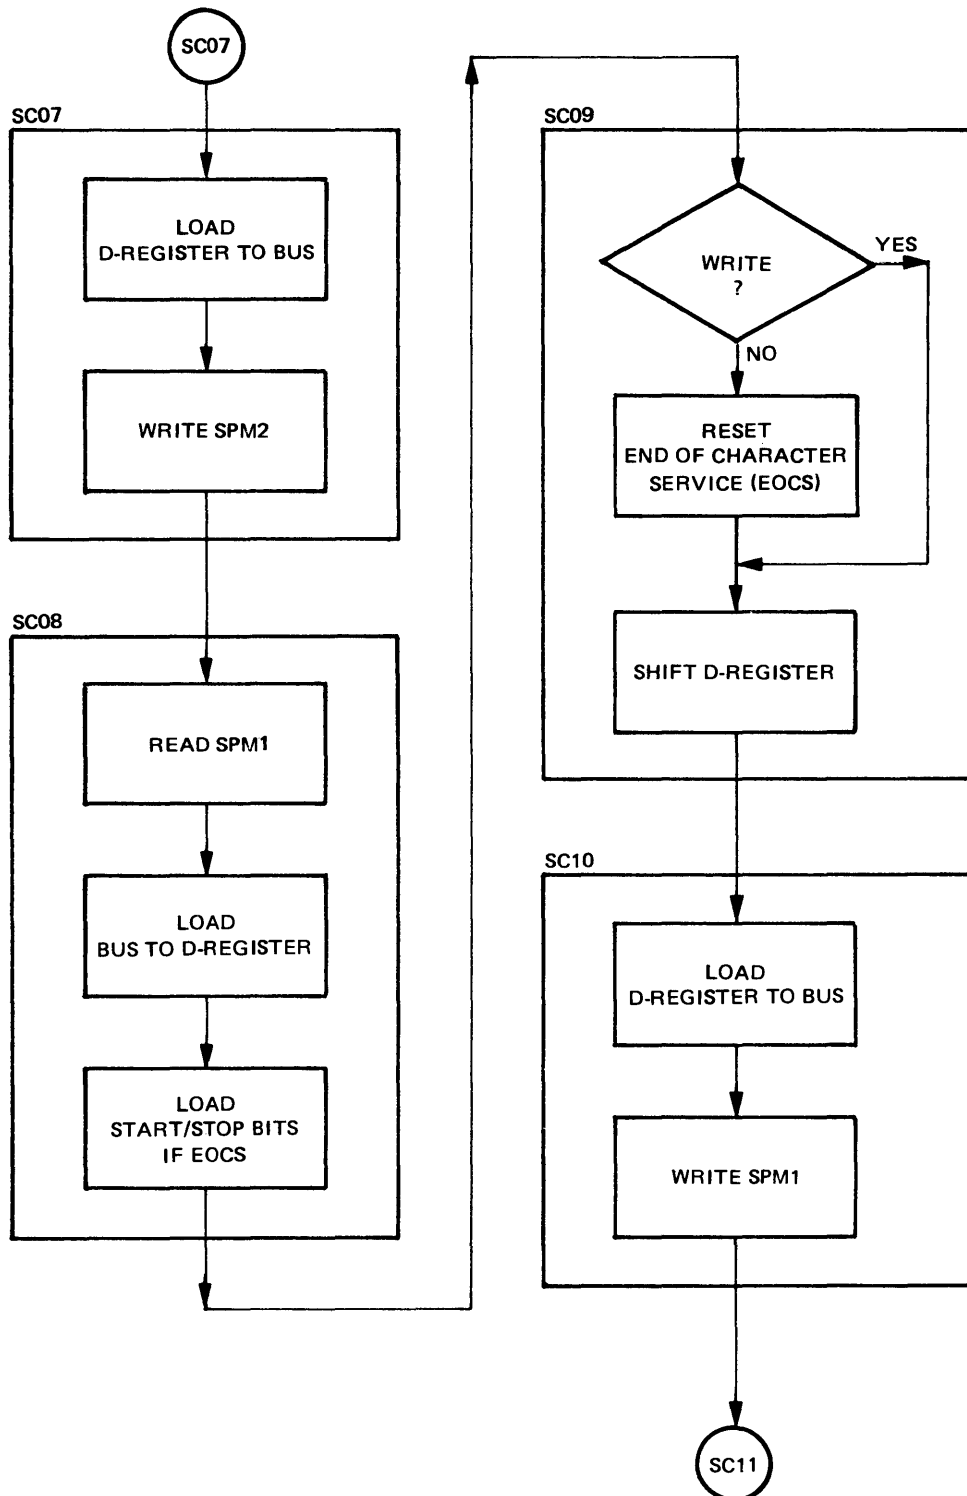 SC07
SC07
LOAD
D-REGISTER TO BUS
WRITE SPM2
SC08
READ SPM1
LOAD
BUS TO D-REGISTER
LOAD
START/STOP BITS
IF EOCS
SC09
WRITE
?
YES
NO
RESET
END OF CHARACTER
SERVICE (EOCS)
SHIFT D-REGISTER
SC10
LOAD
D-REGISTER TO BUS
WRITE SPM1
SC11